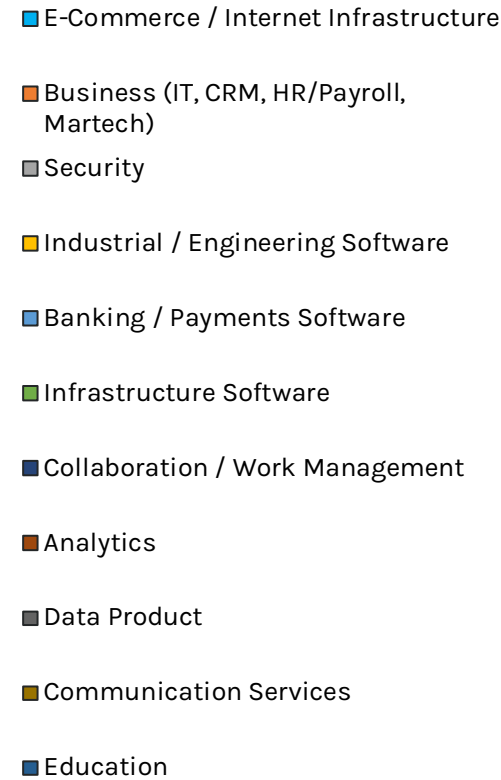 E-Commerce / Internet Infrastructure
Business (IT, CRM, HR/Payroll,
Martech)
Security
Industrial / Engineering Software
Banking / Payments Software
Infrastructure Software
Collaboration / Work Management
Analytics
Data Product
Communication Services
Education